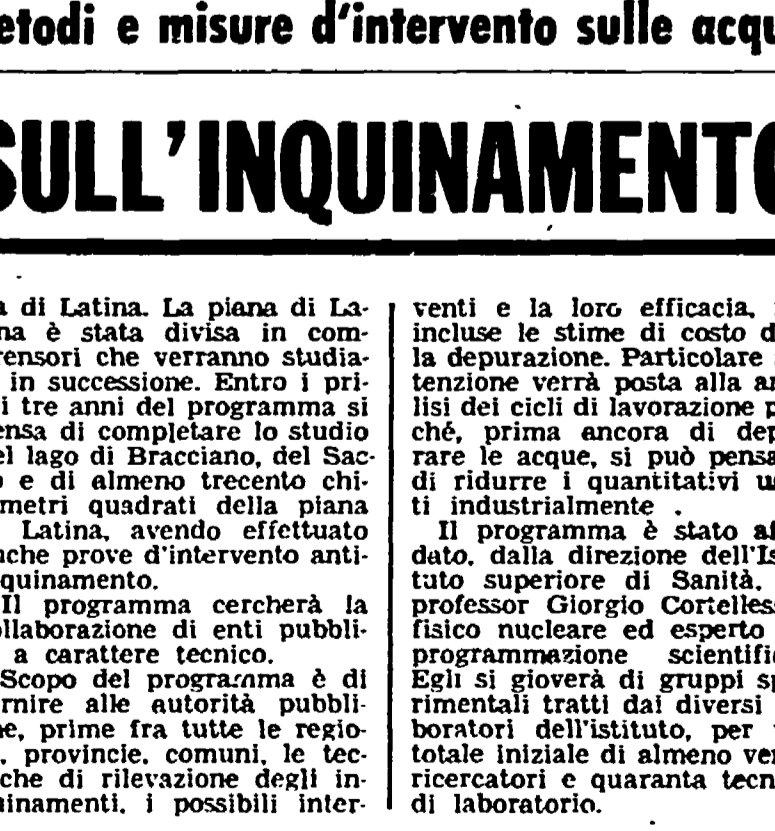 etodi e misure d'intervento sulle acqu
SULL'INQUINAMENTO
a di Latina. La piana di La-
na è stata divisa in com-
rensori che verranno studia-
in successione. Entro i pri-
i tre anni del programma si
ensa di completare lo studio
el lago di Bracciano, del Sac-
o e di almeno trecento chi-
metri quadrati della piana
Latina, avendo effettuato
nche prove d'intervento anti-
quinamento.
Il programma cercherà la
ollaborazione di enti pubbli-
a carattere tecnico.
Scopo del programma è di
rnire alle autorità pubbli-
ne, prime fra tutte le regio-
, provincie, comuni, le tec-
che di rilevazione degli in-
uinamenti, i possibili inter-
venti e la loro efficacia,
incluse le stime di costo d
la depurazione. Particolare
tenzione verrà posta alla an
lisi dei cicli di lavorazione p
ché, prima ancora di dep
rare le acque, si può pensa
di ridurre i quantitativi u
ti industrialmente .
Il programma è stato af
dato, dalla direzione dell'Is
tuto superiore di Sanità,
professor Giorgio Cortelless
fisico nucleare ed esperto
programmazione scientific
Egli si gioverà di gruppi sp
rimentali tratti dai diversi
boratori dell'istituto, per
totale iniziale di almeno ven
ricercatori e quaranta tecn
di laboratorio.